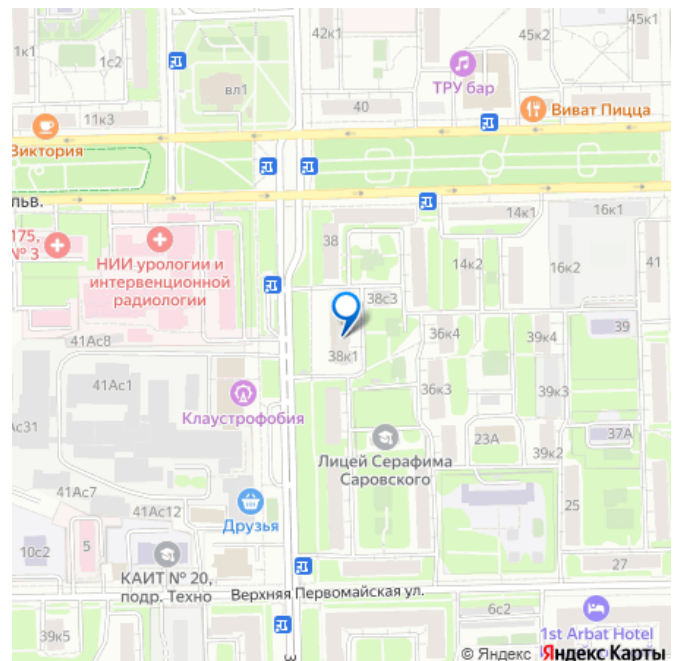 42к1
45к2
45к1
1к1
1с2
ТРУ бар
вл1
40
Виват Пицца
11к3
Виктория
льв.
14к1
16к1
175,
№ 3
38
НИИ урологии и
интервенционной
радиологии
14к2
16к2
41
38с3
41Ас8
38к1
36к4
39к4
39
41Ас1
36к3
39к3
Клаустрофобия
Ас31
23А
37А
39к2
Лицей Серафима
Саровского
41Ас7
41Ас12
Друзья
25
10с2
5
КАИТ № 20,
подр. Техно
27
Верхняя Первомайская ул.
6с2
1st Arbat Hotel
39к5
З
© Яндекс
Яндекс Карты